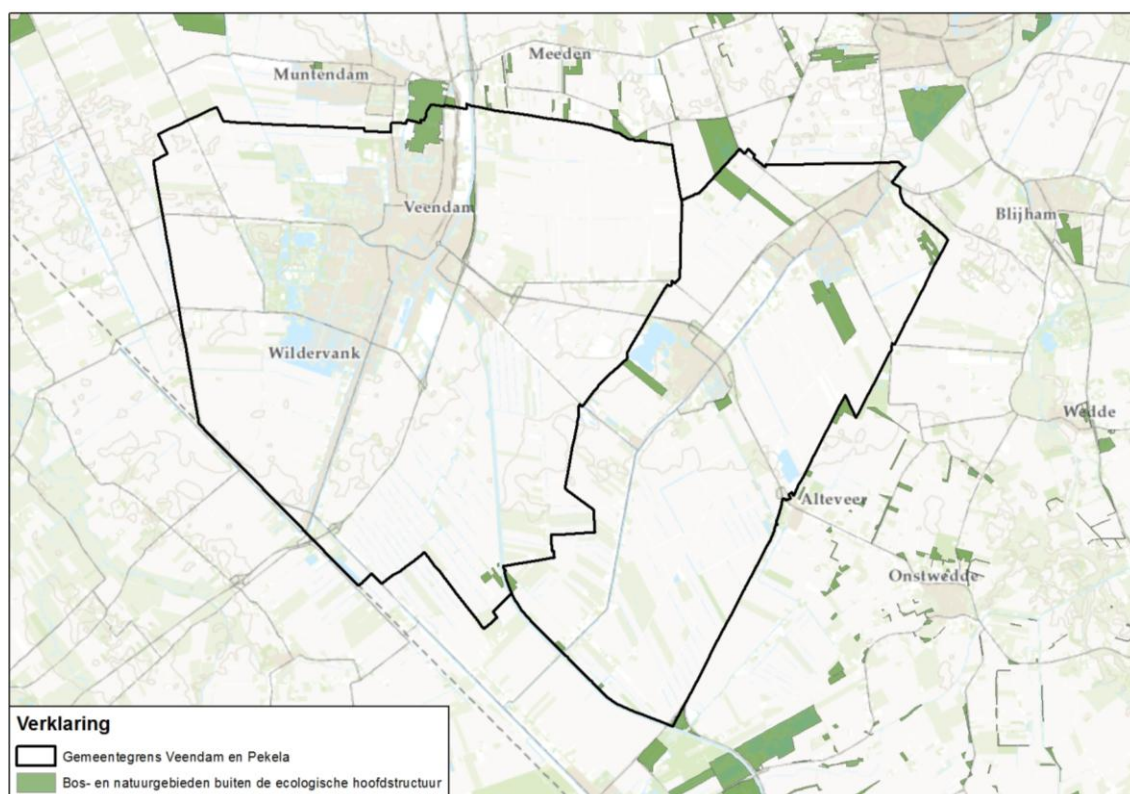 Meeden
Muntendam
Veendam
Blijham
Wildervank
Wedde
Alteveer
Onstwedde
Verklaring
Gemeentegrens Veendam en Pekela
Bos- en natuurgebieden buiten de ecologische hoofdstructuur